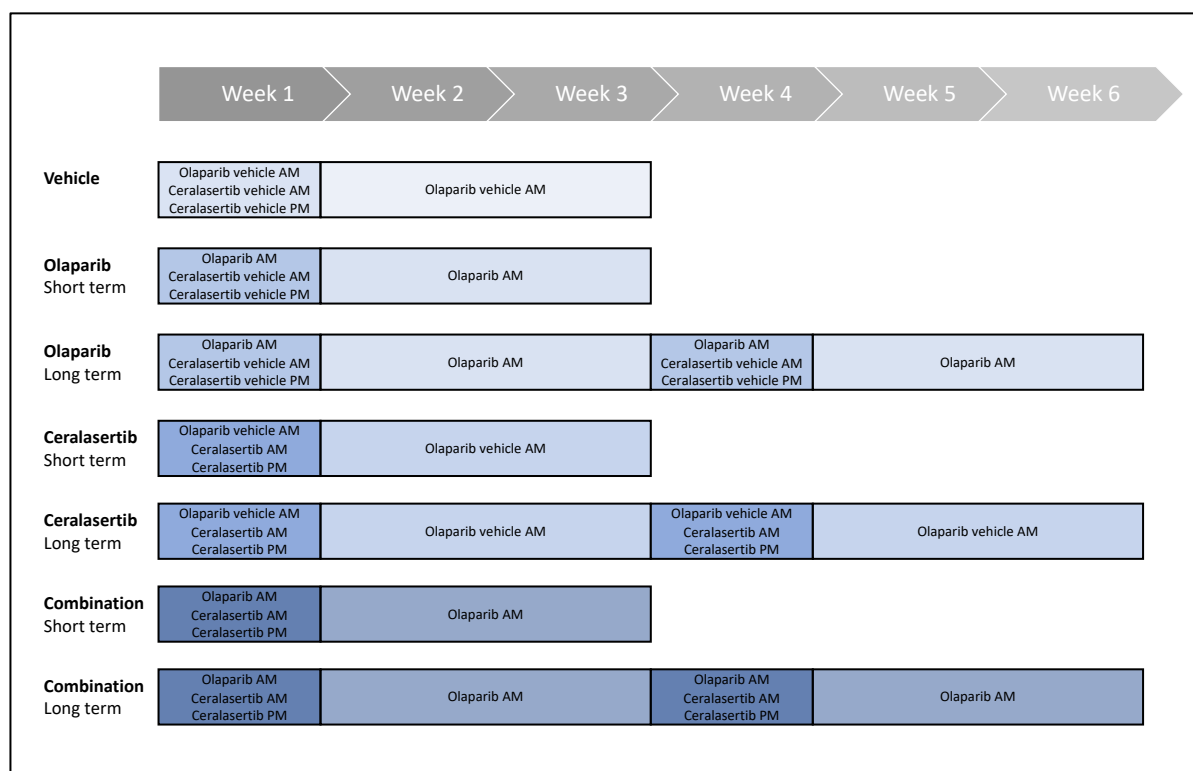 Week 1 Week 2 Week 3 Week 4 Week 5 Week 6
Vehicle
Olaparib vehicle AM
Ceralasertib vehicle AM
Ceralasertib vehicle PM
Olaparib vehicle AM
Olaparib
Short term
Olaparib AM
Ceralasertib vehicle AM
Ceralasertib vehicle PM
Olaparib AM
Olaparib
Long term
Olaparib AM
Ceralasertib vehicle AM
Ceralasertib vehicle PM
Olaparib AM
Olaparib AM
Ceralasertib vehicle AM
Ceralasertib vehicle PM
Olaparib AM
Ceralasertib
Short term
Olaparib vehicle AM
Ceralasertib AM
Ceralasertib PM
Olaparib vehicle AM
Ceralasertib
Long term
Olaparib vehicle AM
Ceralasertib AM
Ceralasertib PM
Olaparib vehicle AM
Olaparib vehicle AM
Ceralasertib AM
Ceralasertib PM
Olaparib vehicle AM
Combination
Short term
Olaparib AM
Ceralasertib AM
Ceralasertib PM
Olaparib AM
Combination
Long term
Olaparib AM
Ceralasertib AM
Ceralasertib PM
Olaparib AM
Olaparib AM
Ceralasertib AM
Ceralasertib PM
Olaparib AM